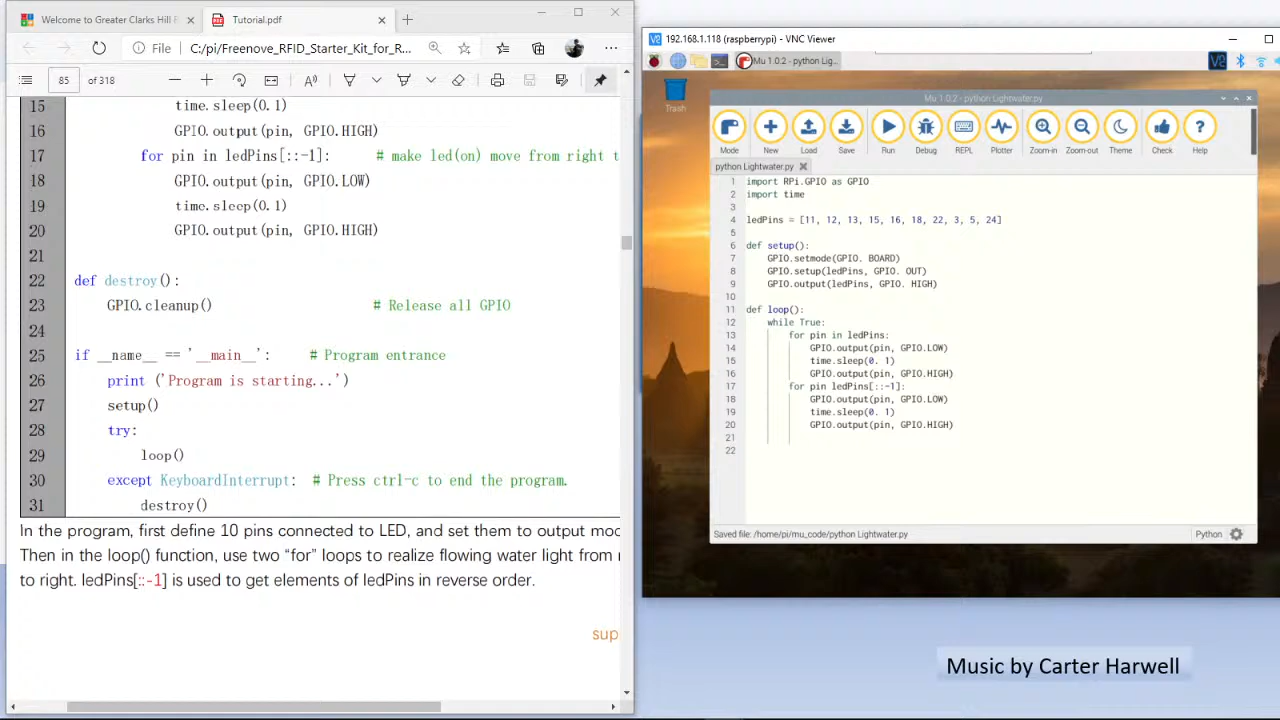 Welcome to Greater Clarks Hill E
Tutorial.pdf
File
C:/pi/Freenove_RFID_Starter_Kit_for_R...
85 of 318
15 time.sleep(0.1)
16 GPIO.output(pin, GPIO.HIGH)
17 for pin in ledPins[::-1]: # make led(on) move from right t
18 GPIO.output(pin, GPIO.LOW)
19 time.sleep(0.1)
20 GPIO.output(pin, GPIO.HIGH)
21
22 def destroy():
23 GPIO.cleanup() # Release all GPIO
24
25 if __name__ == '__main__': # Program entrance
26 print ('Program is starting...')
27 setup()
28 try:
29 loop()
30 except KeyboardInterrupt: # Press ctrl-c to end the program.
31 destroy()
In the program, first define 10 pins connected to LED, and set them to output mod
Then in the loop() function, use two “for” loops to realize flowing water light from r
to right. ledPins[::-1] is used to get elements of ledPins in reverse order.
sup
192.168.1.118 (raspberrypi) - VNC Viewer
Mu 1.0.2 - python Lig...
Trash
Mu 1.0.2 - python Lightwater.py
Mode New Load Save Run Debug REPL Plotter Zoom-in Zoom-out Theme Check Help
python Lightwater.py
1 import RPi.GPIO as GPIO
2 import time
3
4 ledPins = [11, 12, 13, 15, 16, 18, 22, 3, 5, 24]
5
6 def setup():
7 GPIO.setmode(GPIO. BOARD)
8 GPIO.setup(ledPins, GPIO. OUT)
9 GPIO.output(ledPins, GPIO. HIGH)
10
11 def loop():
12 while True:
13 for pin in ledPins:
14 GPIO.output(pin, GPIO.LOW)
15 time.sleep(0. 1)
16 GPIO.output(pin, GPIO.HIGH)
17 for pin ledPins[::-1]:
18 GPIO.output(pin, GPIO.LOW)
19 time.sleep(0. 1)
20 GPIO.output(pin, GPIO.HIGH)
21
22
Saved file: /home/pi/mu_code/python Lightwater.py
Python
Music by Carter Harwell